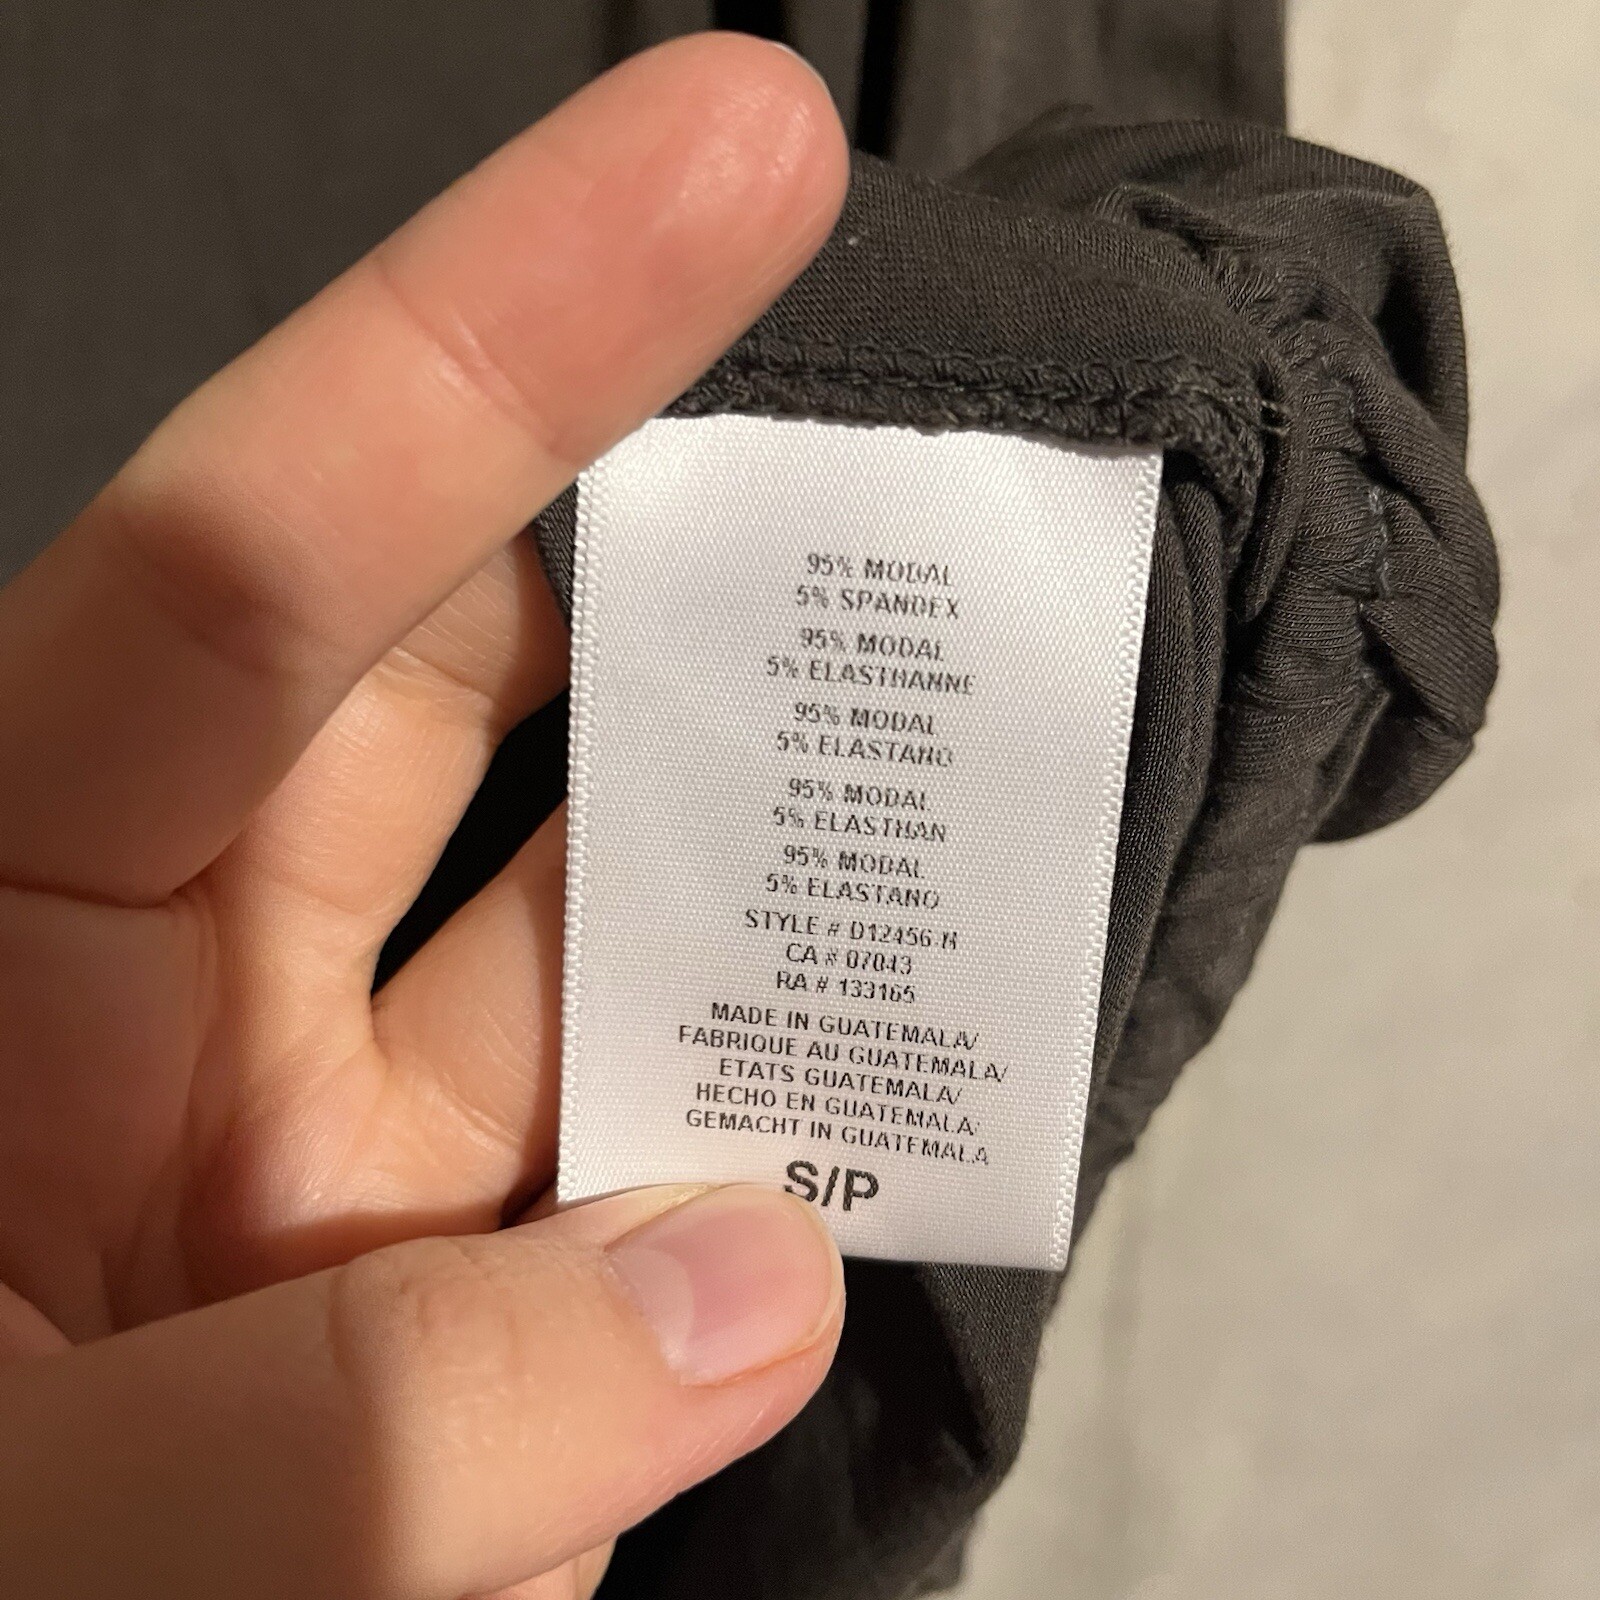 95% MODAL
5% SPANDEX
95% MODAL
5% ELASTHANNE
95% MODAL
5% ELASTANO
95% MODAL
5% ELASTHAN
95% MODAL
5% ELASTANO
STYLE # D12456-N
CA # 07043
RA # 133165
MADE IN GUATEMALA/
FABRIQUE AU GUATEMALA/
ETATS GUATEMALA/
HECHO EN GUATEMALA/
GEMACHT IN GUATEMALA
S/P